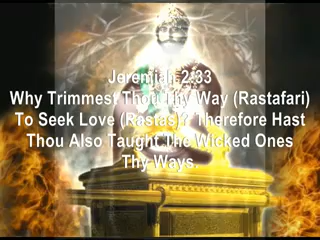 Jeremiah 2:33
Why Trimmest Thou Thy Way (Rastafari)
To Seek Love (Rastas)? Therefore Hast
Thou Also Taught The Wicked Ones
Thy Ways